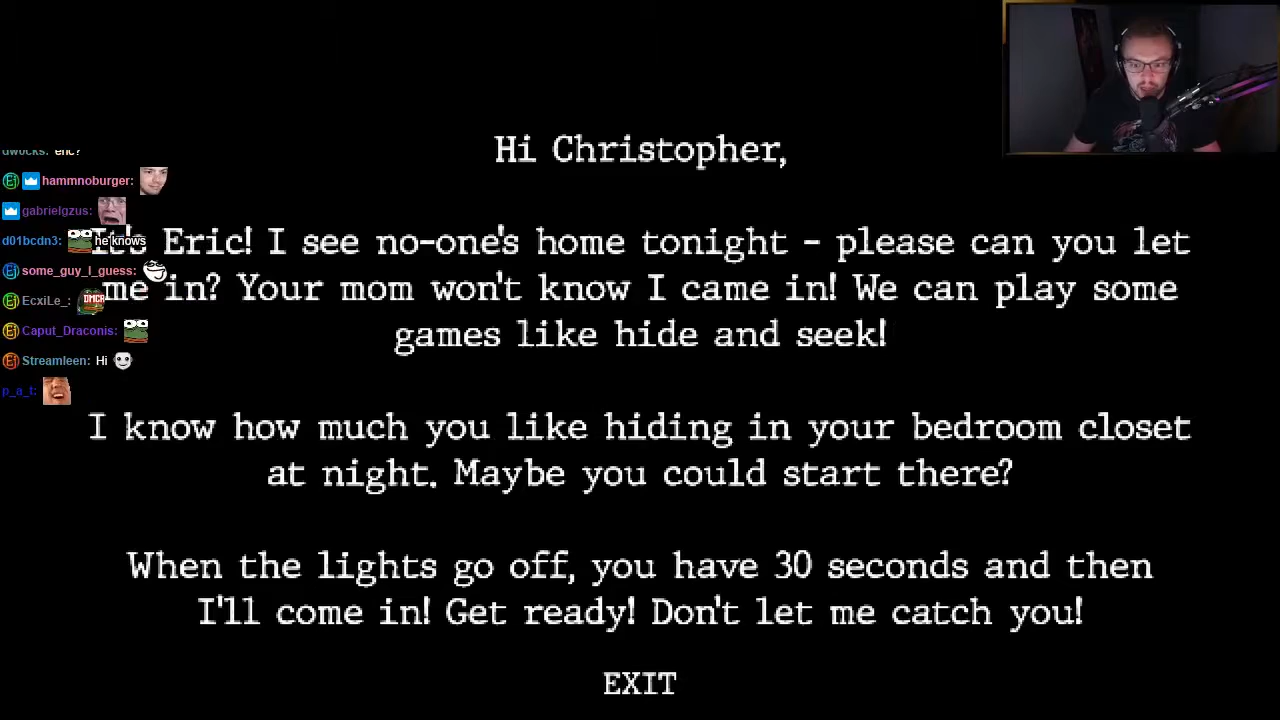 Hi Christopher,
dw0cks: eric?
hammnoburger:
gabrielgzus:
d01bcdn3: he knows
It's Eric! I see no-one's home tonight - please can you let
some_guy_I_guess:
me in? Your mom won't know I came in! We can play some
EcxiLe_: DMCA
games like hide and seek!
Caput_Draconis:
Streamleen: Hi
p_a_t:
I know how much you like hiding in your bedroom closet
at night. Maybe you could start there?
When the lights go off, you have 30 seconds and then
I'll come in! Get ready! Don't let me catch you!
EXIT